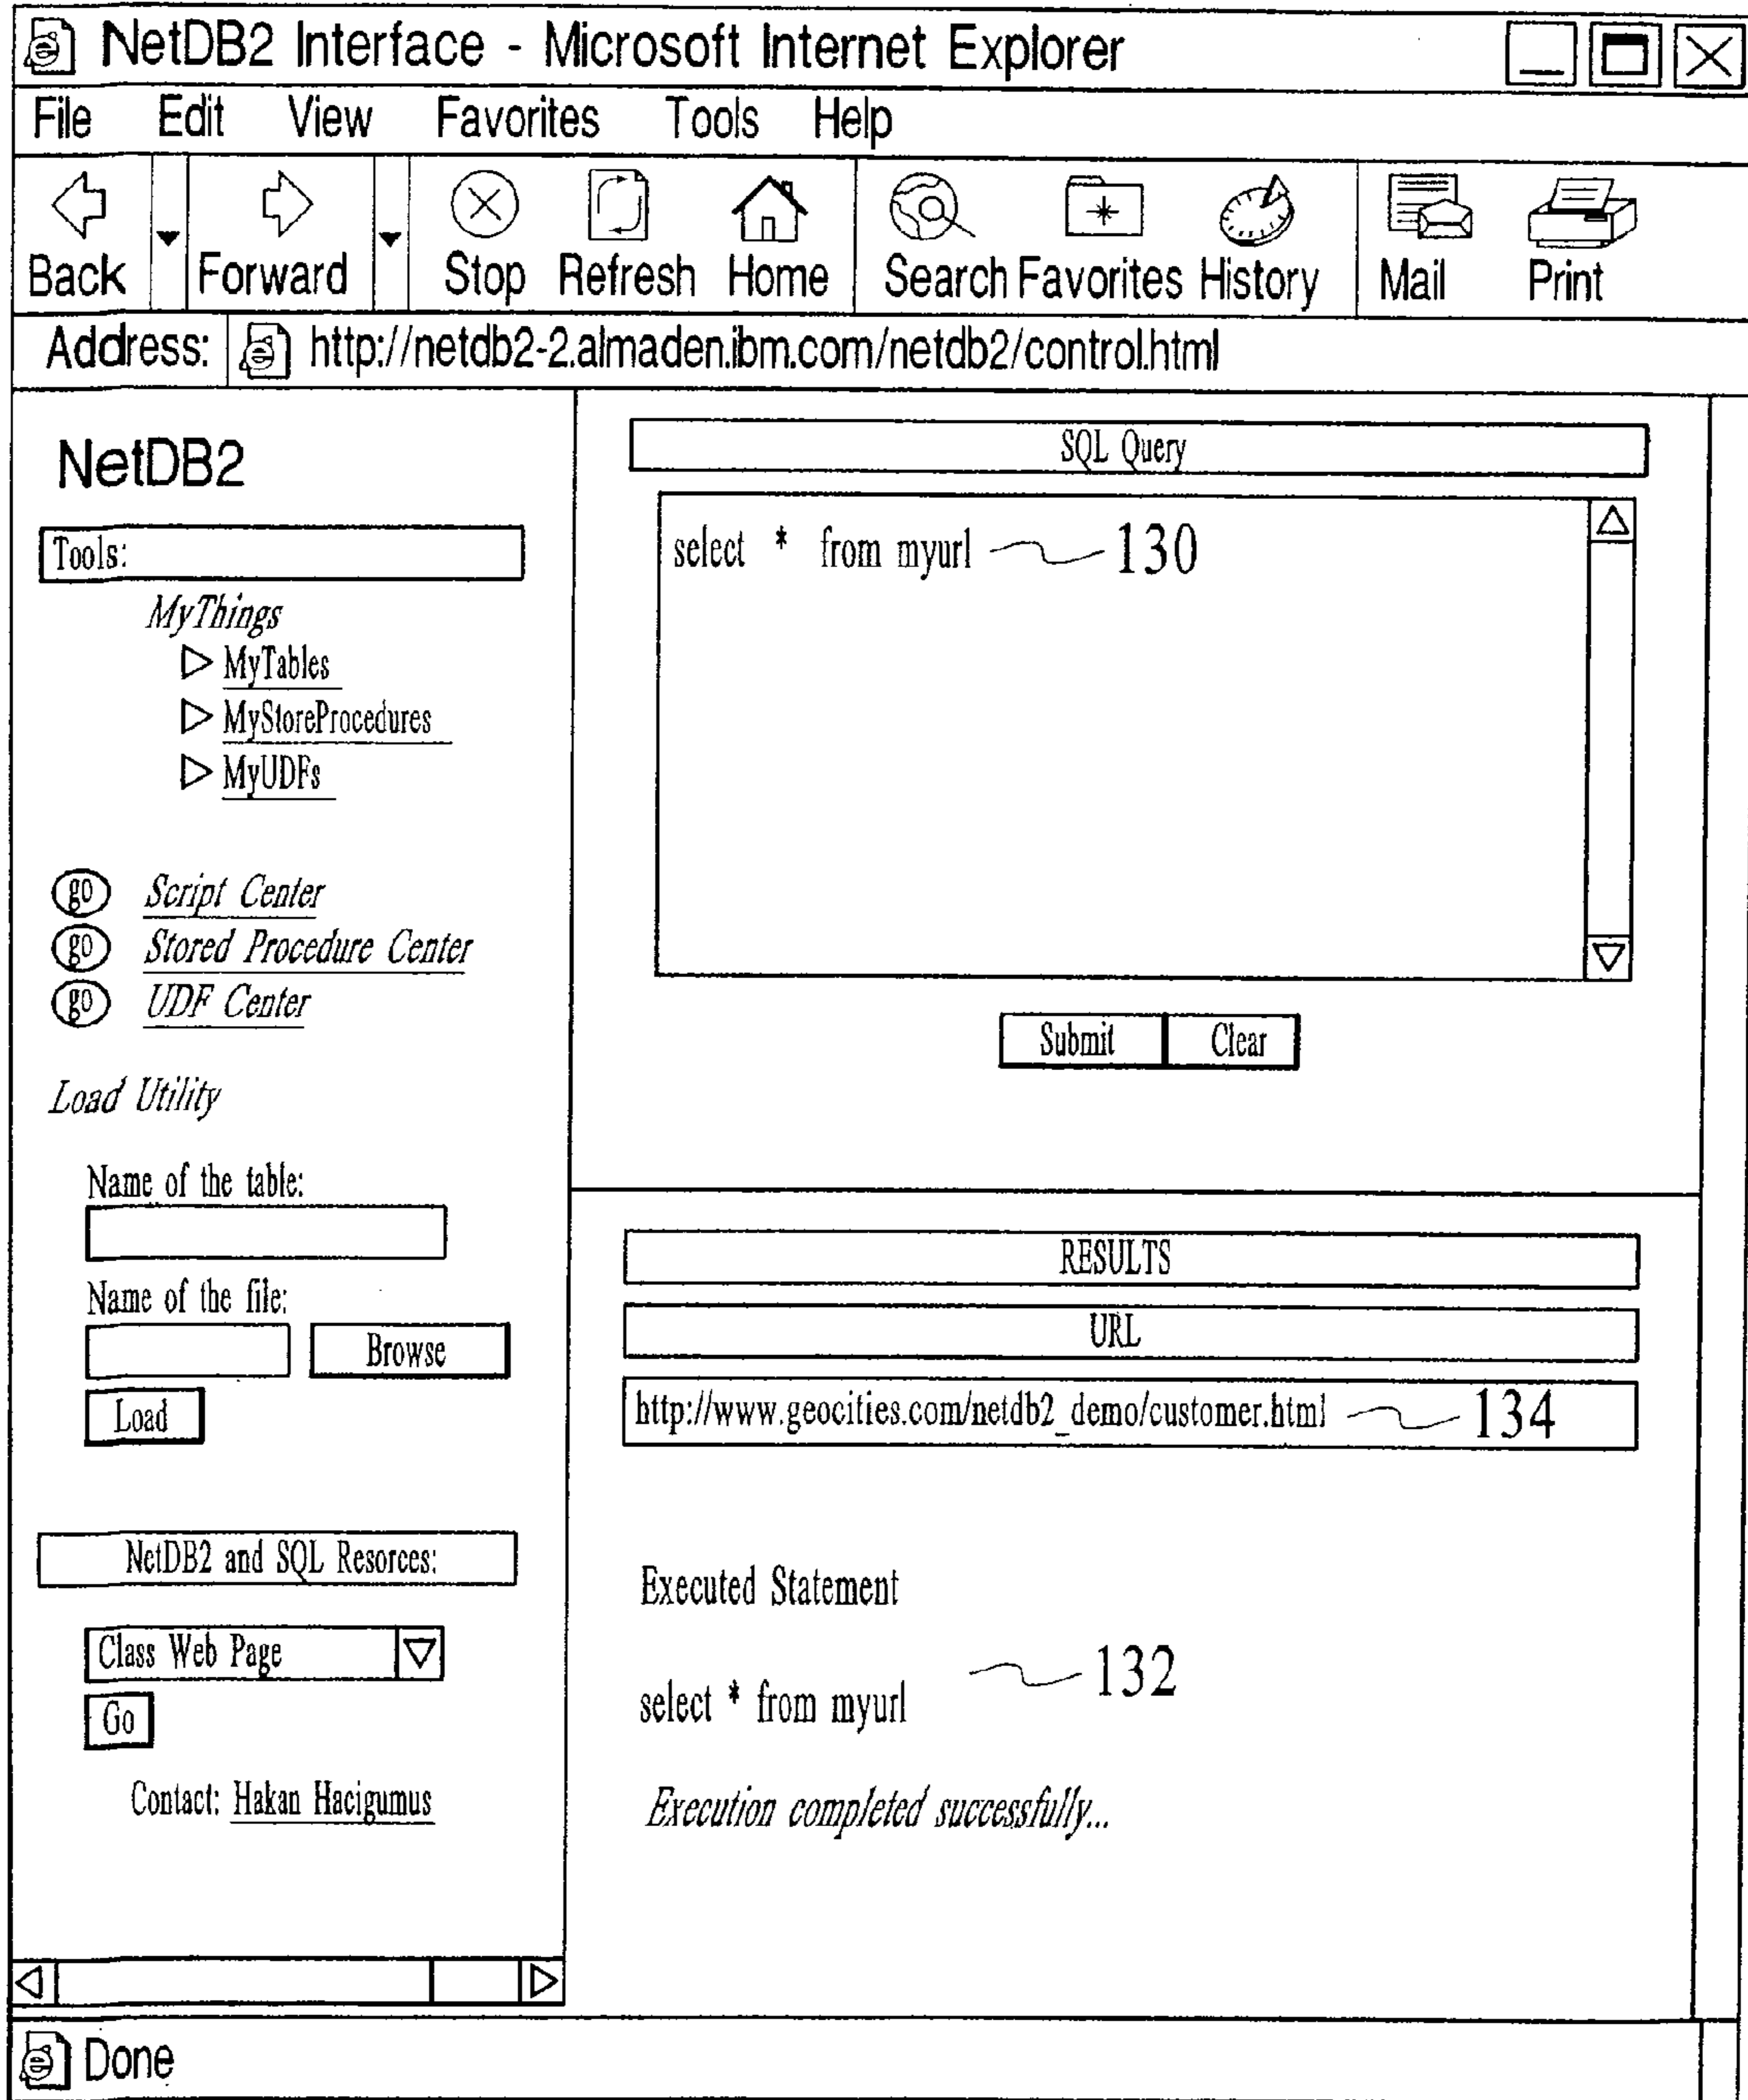 NetDB2 Interface - Microsoft Internet Explorer
File Edit View Favorites Tools Help
Back Forward Stop Refresh Home Search Favorites History Mail Print
Address: http://netdb2-2.almaden.ibm.com/netdb2/control.html
NetDB2
Tools:
MyThings
MyTables
MyStoreProcedures
MyUDFs
go Script Center
go Stored Procedure Center
go UDF Center
Load Utility
Name of the table:
Name of the file:
Browse
Load
NetDB2 and SQL Resorces:
Class Web Page
Go
Contact: Hakan Hacigumus
SQL Query
select * from myurl 130
Submit Clear
RESULTS
URL
http://www.geocities.com/netdb2_demo/customer.html 134
Executed Statement
132
select * from myurl
Execution completed successfully...
Done